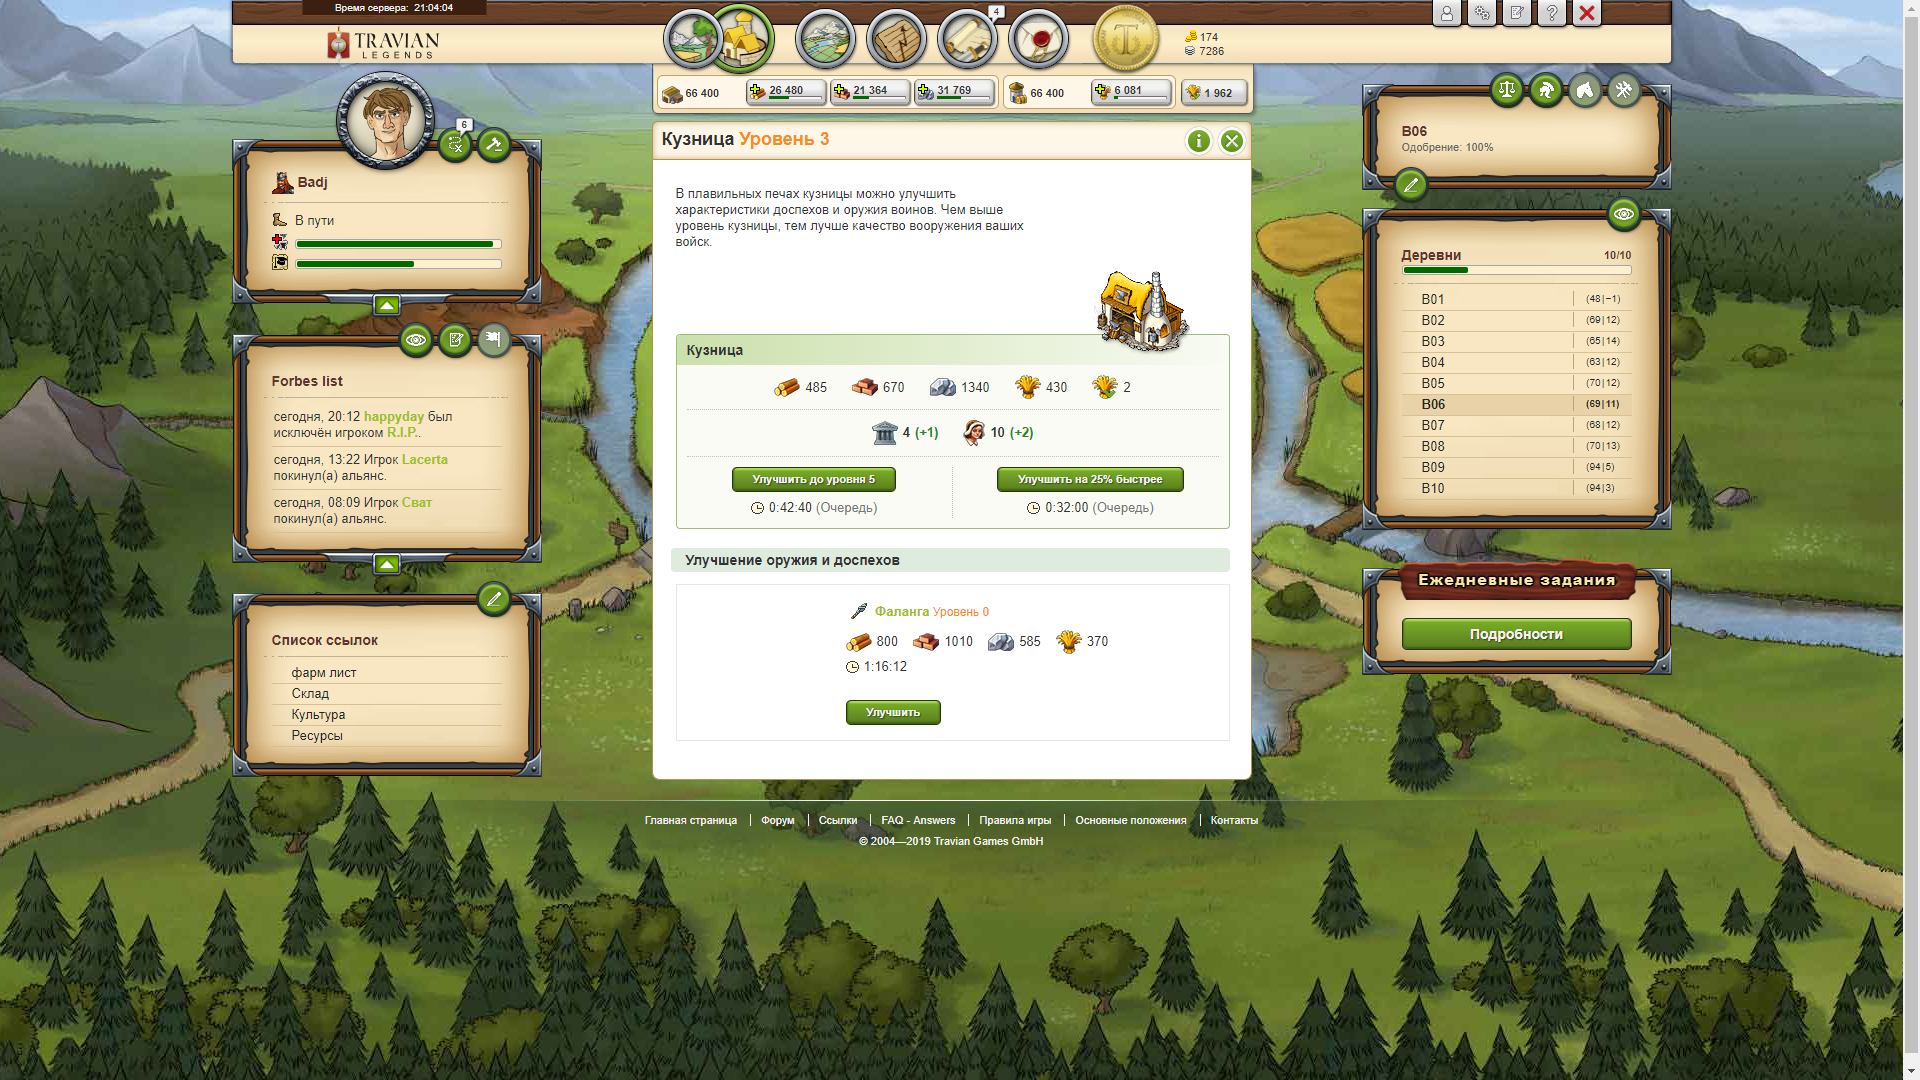 Время сервера: 21:04:04
TRAVIAN
LEGENDS
4
174
7286
66 400
26 480
21 364
31 769
66 400
6 081
1 962
6
Badj
В пути
Forbes list
сегодня, 20:12 happyday был
исключён игроком R.I.P..
сегодня, 13:22 Игрок Lacerta
покинул(а) альянс.
сегодня, 08:09 Игрок Сват
покинул(а) альянс.
Список ссылок
фарм лист
Склад
Культура
Ресурсы
Кузница Уровень 3
В плавильных печах кузницы можно улучшить
характеристики доспехов и оружия воинов. Чем выше
уровень кузницы, тем лучше качество вооружения ваших
войск.
Кузница
485 670 1340 430 2
4 (+1) 10 (+2)
Улучшить до уровня 5
0:42:40 (Очередь)
Улучшить на 25% быстрее
0:32:00 (Очередь)
Улучшение оружия и доспехов
Фаланга Уровень 0
800 1010 585 370
1:16:12
Улучшить
B06
Одобрение: 100%
Деревни 10/10
B01 (48|−1)
B02 (69|12)
B03 (65|14)
B04 (63|12)
B05 (70|12)
B06 (69|11)
B07 (68|12)
B08 (70|13)
B09 (94|5)
B10 (94|3)
Ежедневные задания
Подробности
Главная страница | Форум | Ссылки | FAQ - Answers | Правила игры | Основные положения | Контакты
© 2004—2019 Travian Games GmbH